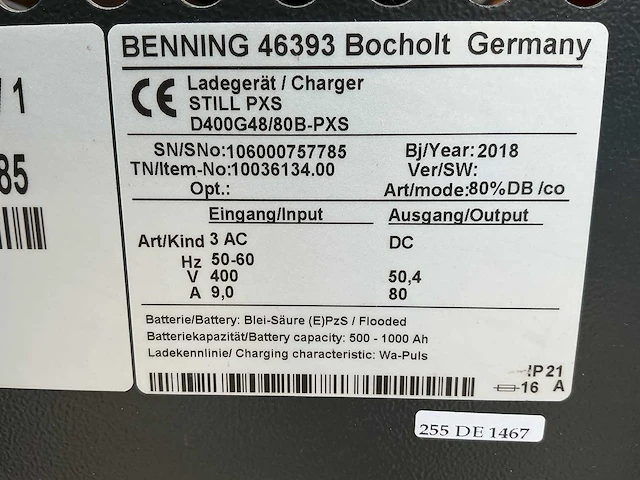 BENNING 46393 Bocholt Germany
CE Ladegerät / Charger
STILL PXS
D400G48/80B-PXS
SN/SNo: 106000757785 Bj/Year: 2018
TN/Item-No: 10036134.00 Ver/SW:
Opt.: Art/mode: 80%DB /co
Eingang/Input Ausgang/Output
Art/Kind 3 AC DC
Hz 50-60
V 400 50,4
A 9,0 80
Batterie/Battery: Blei-Säure (E)PzS / Flooded
Batteriekapazität/Battery capacity: 500 - 1000 Ah
Ladekennlinie/ Charging characteristic: Wa-Puls
IP 21
16 A
/ 1
85
255 DE 1467